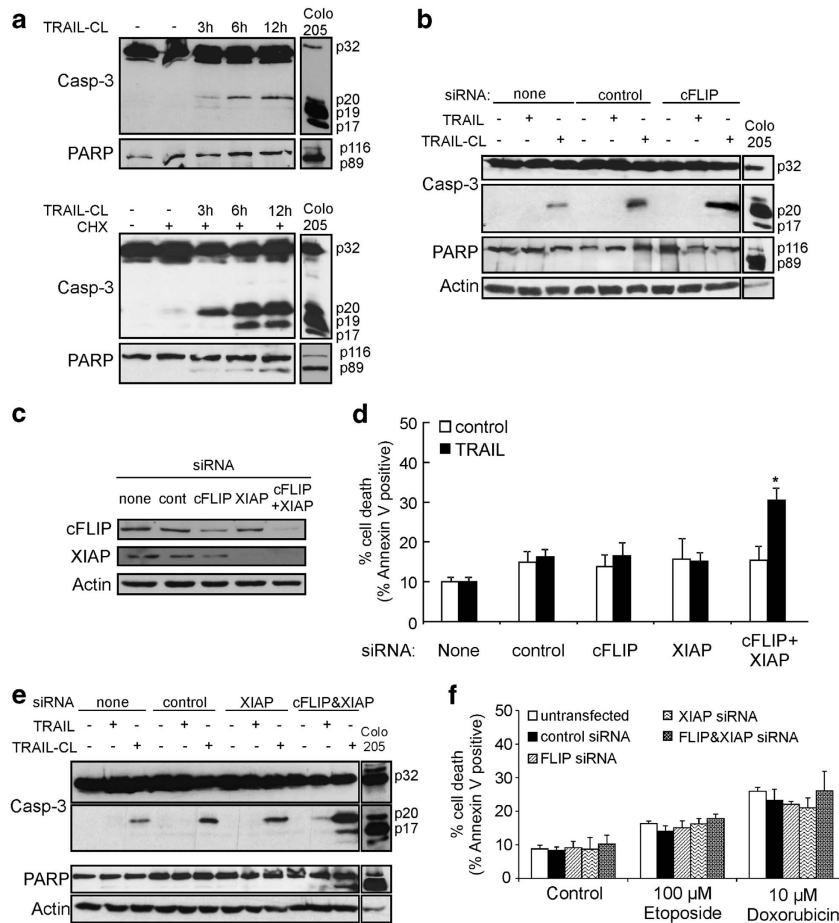 a
TRAIL-CL - - 3h 6h 12h Colo 205
Casp-3
p32
p20
p19
p17
PARP
p116
p89
TRAIL-CL 3h 6h 12h Colo
CHX - + + + + 205
Casp-3
p32
p20
p19
p17
PARP
p116
p89
b
siRNA: none control cFLIP
TRAIL - + - - + - - + - Colo
TRAIL-CL - - + - - + - - + 205
Casp-3
p32
p20
p17
PARP
p116
p89
Actin
c
siRNA
none cont cFLIP XIAP cFLIP +XIAP
cFLIP
XIAP
Actin
d
control
TRAIL
% cell death
(% Annexin V positive)
50
40
30
20
10
0
*
siRNA: None control cFLIP XIAP cFLIP+ XIAP
e
siRNA none control XIAP cFLIP&XIAP
TRAIL - + - - + - - + - - + - Colo
TRAIL-CL - - + - - + - - + - - + 205
Casp-3
p32
p20
p17
PARP
Actin
f
untransfected
control siRNA
FLIP siRNA
XIAP siRNA
FLIP&XIAP siRNA
% cell death
(% Annexin V positive)
50
40
30
20
10
0
Control
100 µM Etoposide
10 µM Doxorubicin